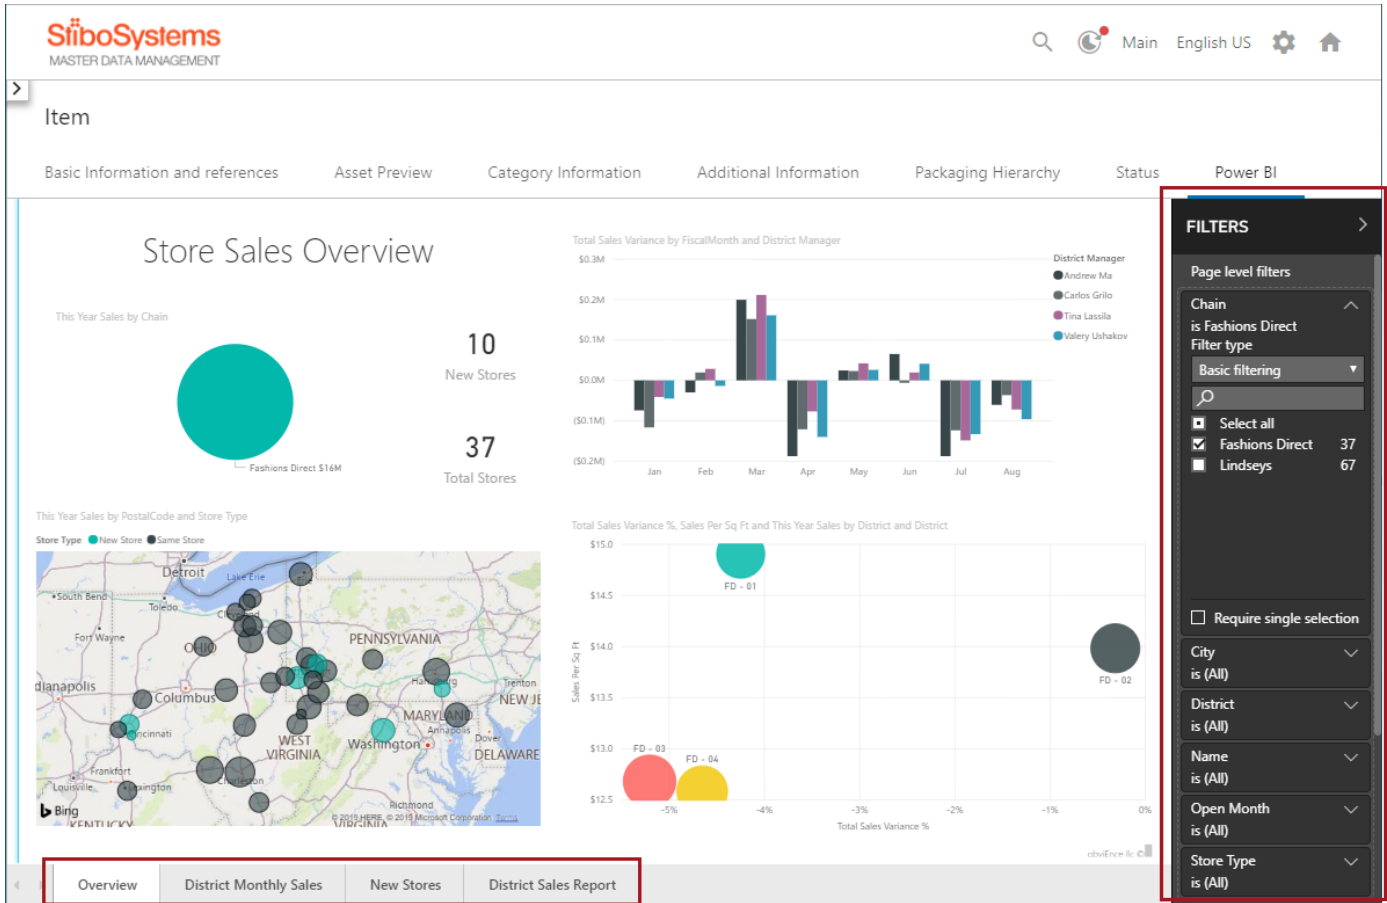 StiboSystems
MASTER DATA MANAGEMENT
Main English US
Item
Basic Information and references Asset Preview Category Information Additional Information Packaging Hierarchy Status Power BI
Store Sales Overview
This Year Sales by Chain
Fashions Direct $16M
10
New Stores
37
Total Stores
Total Sales Variance by FiscalMonth and District Manager
$0.3M
$0.2M
$0.1M
$0.0M
($0.1M)
($0.2M)
Jan Feb Mar Apr May Jun Jul Aug
District Manager
Andrew Ma
Carlos Grilo
Tina Lassila
Valery Ushakov
This Year Sales by PostalCode and Store Type
Store Type New Store Same Store
Detroit
Lake Erie
South Bend
Toledo
Fort Wayne
OHIO
PENNSYLVANIA
Trenton
Columbus
NEW JE
MARYLAND
Annapolis
WEST
VIRGINIA
Washington
Dover
DELAWARE
Frankfort
Louisville
Charleston
Richmond
Bing
© 2019 HERE, © 2019 Microsoft Corporation Terms
KENTUCKY
VIRGINIA
Total Sales Variance %, Sales Per Sq Ft and This Year Sales by District and District
$15.0
$14.5
$14.0
$13.5
$13.0
$12.5
Sales Per Sq Ft
FD - 01
FD - 02
FD - 03
FD - 04
-5% -4% -3% -2% -1% 0%
Total Sales Variance %
obviEnce llc ©
FILTERS
Page level filters
Chain
is Fashions Direct
Filter type
Basic filtering
Select all
Fashions Direct 37
Lindseys 67
Require single selection
City
is (All)
District
is (All)
Name
is (All)
Open Month
is (All)
Store Type
is (All)
Overview District Monthly Sales New Stores District Sales Report